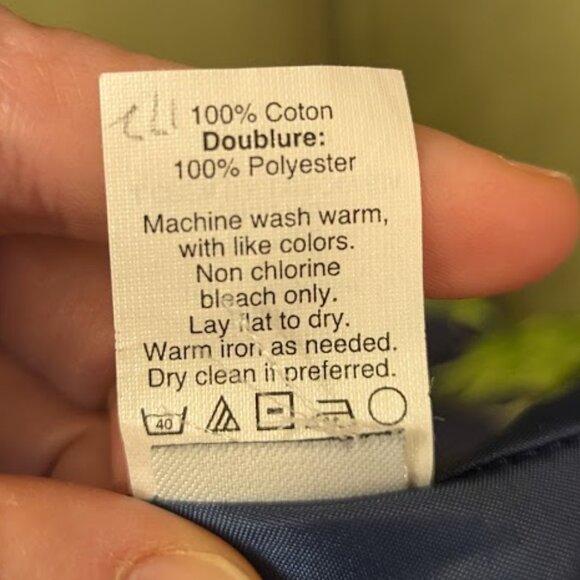 100% Coton
Doublure:
100% Polyester
Machine wash warm,
with like colors.
Non chlorine
bleach only.
Lay flat to dry.
Warm iron as needed.
Dry clean if preferred.
40